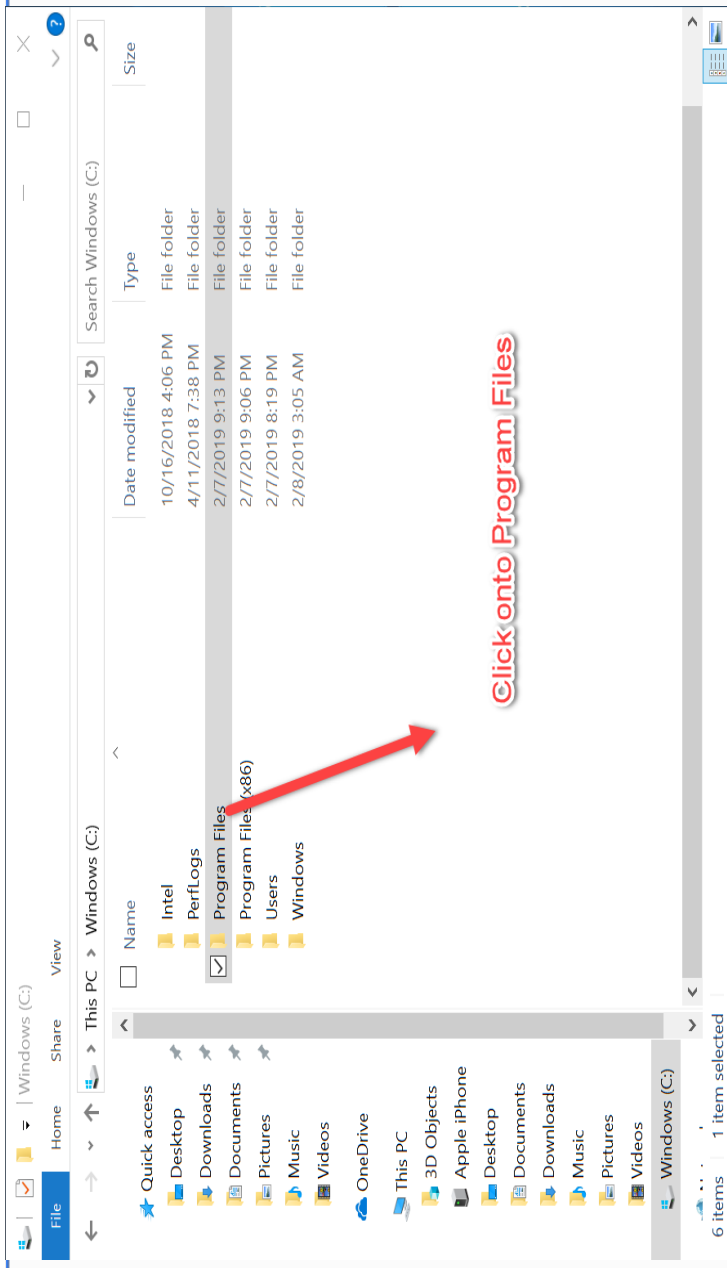 Windows (C:)
File Home Share View
This PC > Windows (C:)
Search Windows (C:)
Name Date modified Type Size
Quick access
Desktop
Downloads
Documents
Pictures
Music
Videos
OneDrive
This PC
3D Objects
Apple iPhone
Desktop
Documents
Downloads
Music
Pictures
Videos
Windows (C:)
Intel 10/16/2018 4:06 PM File folder
PerfLogs 4/11/2018 7:38 PM File folder
Program Files 2/7/2019 9:13 PM File folder
Program Files (x86) 2/7/2019 9:06 PM File folder
Users 2/7/2019 8:19 PM File folder
Windows 2/8/2019 3:05 AM File folder
Click onto Program Files
6 items 1 item selected